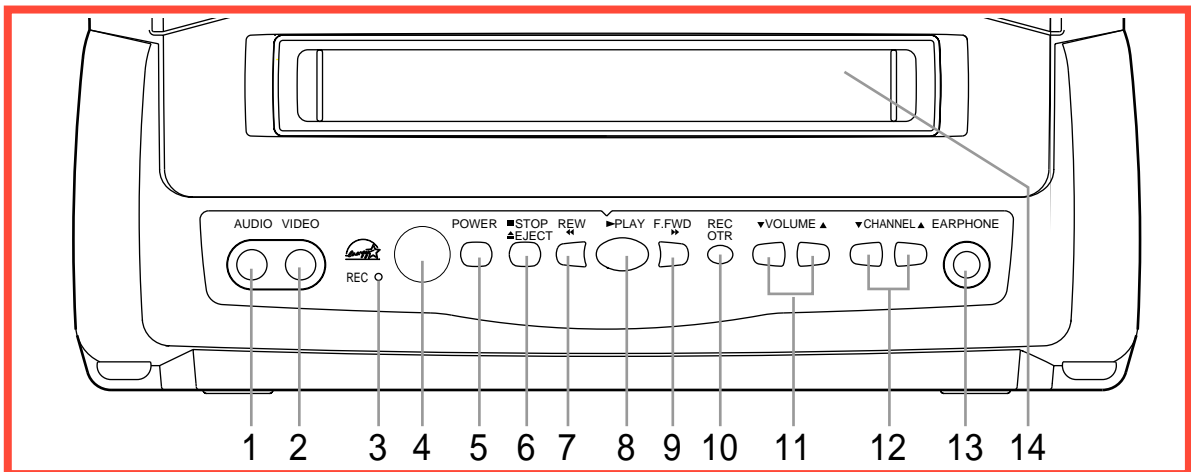 AUDIO VIDEO POWER ■STOP REW ►PLAY F.FWD REC ▼VOLUME ▲ ▼CHANNEL▲ EARPHONE
⏏EJECT ◄◄ ►► OTR
energy
REC
1 2 3 4 5 6 7 8 9 10 11 12 13 14